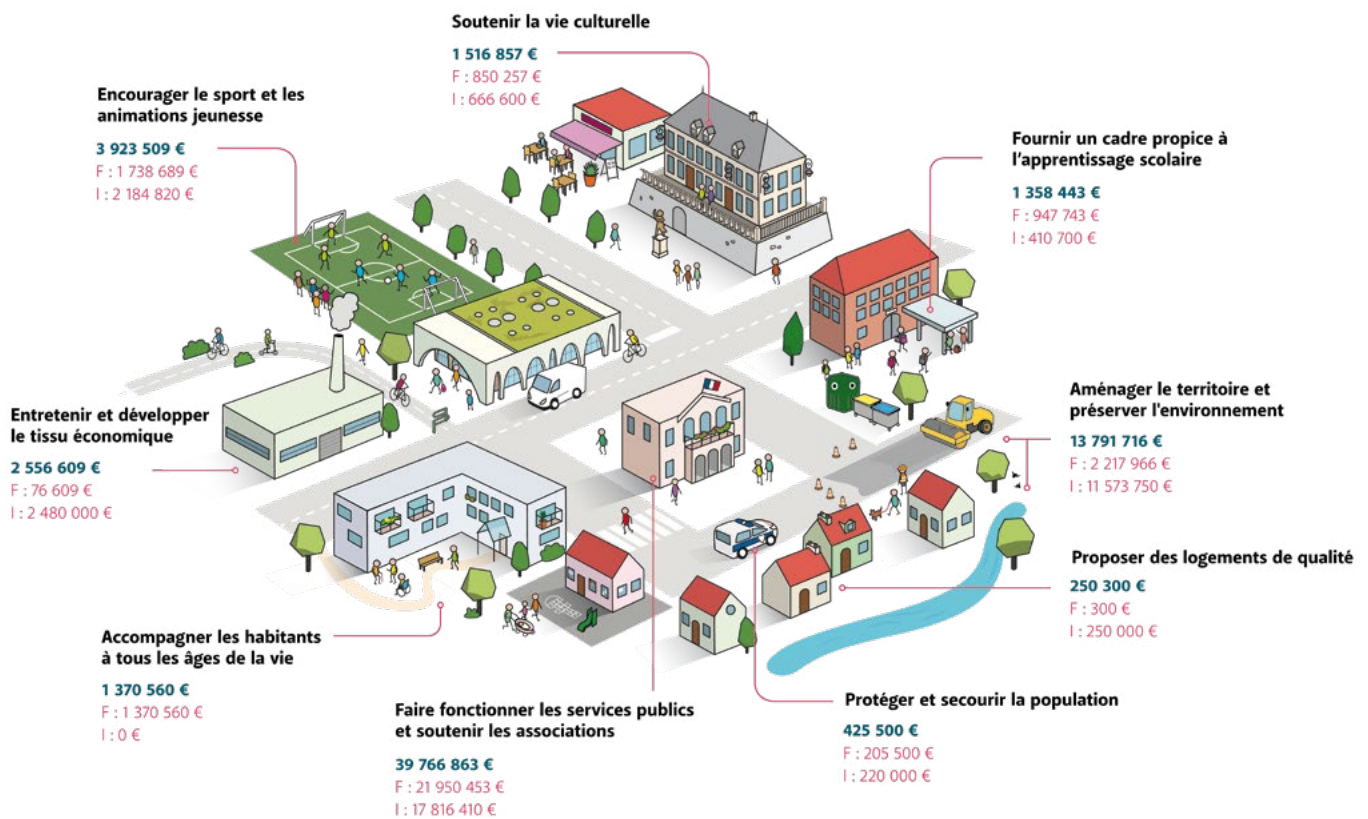 Soutenir la vie culturelle
1 516 857 €
F : 850 257 €
I : 666 600 €
Encourager le sport et les
animations jeunesse
3 923 509 €
F : 1 738 689 €
I : 2 184 820 €
Fournir un cadre propice à
l'apprentissage scolaire
1 358 443 €
F : 947 743 €
I : 410 700 €
Entretenir et développer
le tissu économique
2 556 609 €
F : 76 609 €
I : 2 480 000 €
Aménager le territoire et
préserver l'environnement
13 791 716 €
F : 2 217 966 €
I : 11 573 750 €
Proposer des logements de qualité
250 300 €
F : 300 €
I : 250 000 €
Accompagner les habitants
à tous les âges de la vie
1 370 560 €
F : 1 370 560 €
I : 0 €
Faire fonctionner les services publics
et soutenir les associations
39 766 863 €
F : 21 950 453 €
I : 17 816 410 €
Protéger et secourir la population
425 500 €
F : 205 500 €
I : 220 000 €